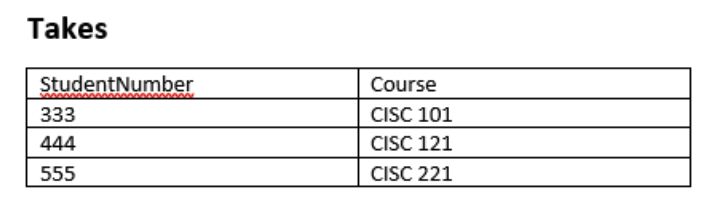 Takes
StudentNumber Course
333 CISC 101
444 CISC 121
555 CISC 221